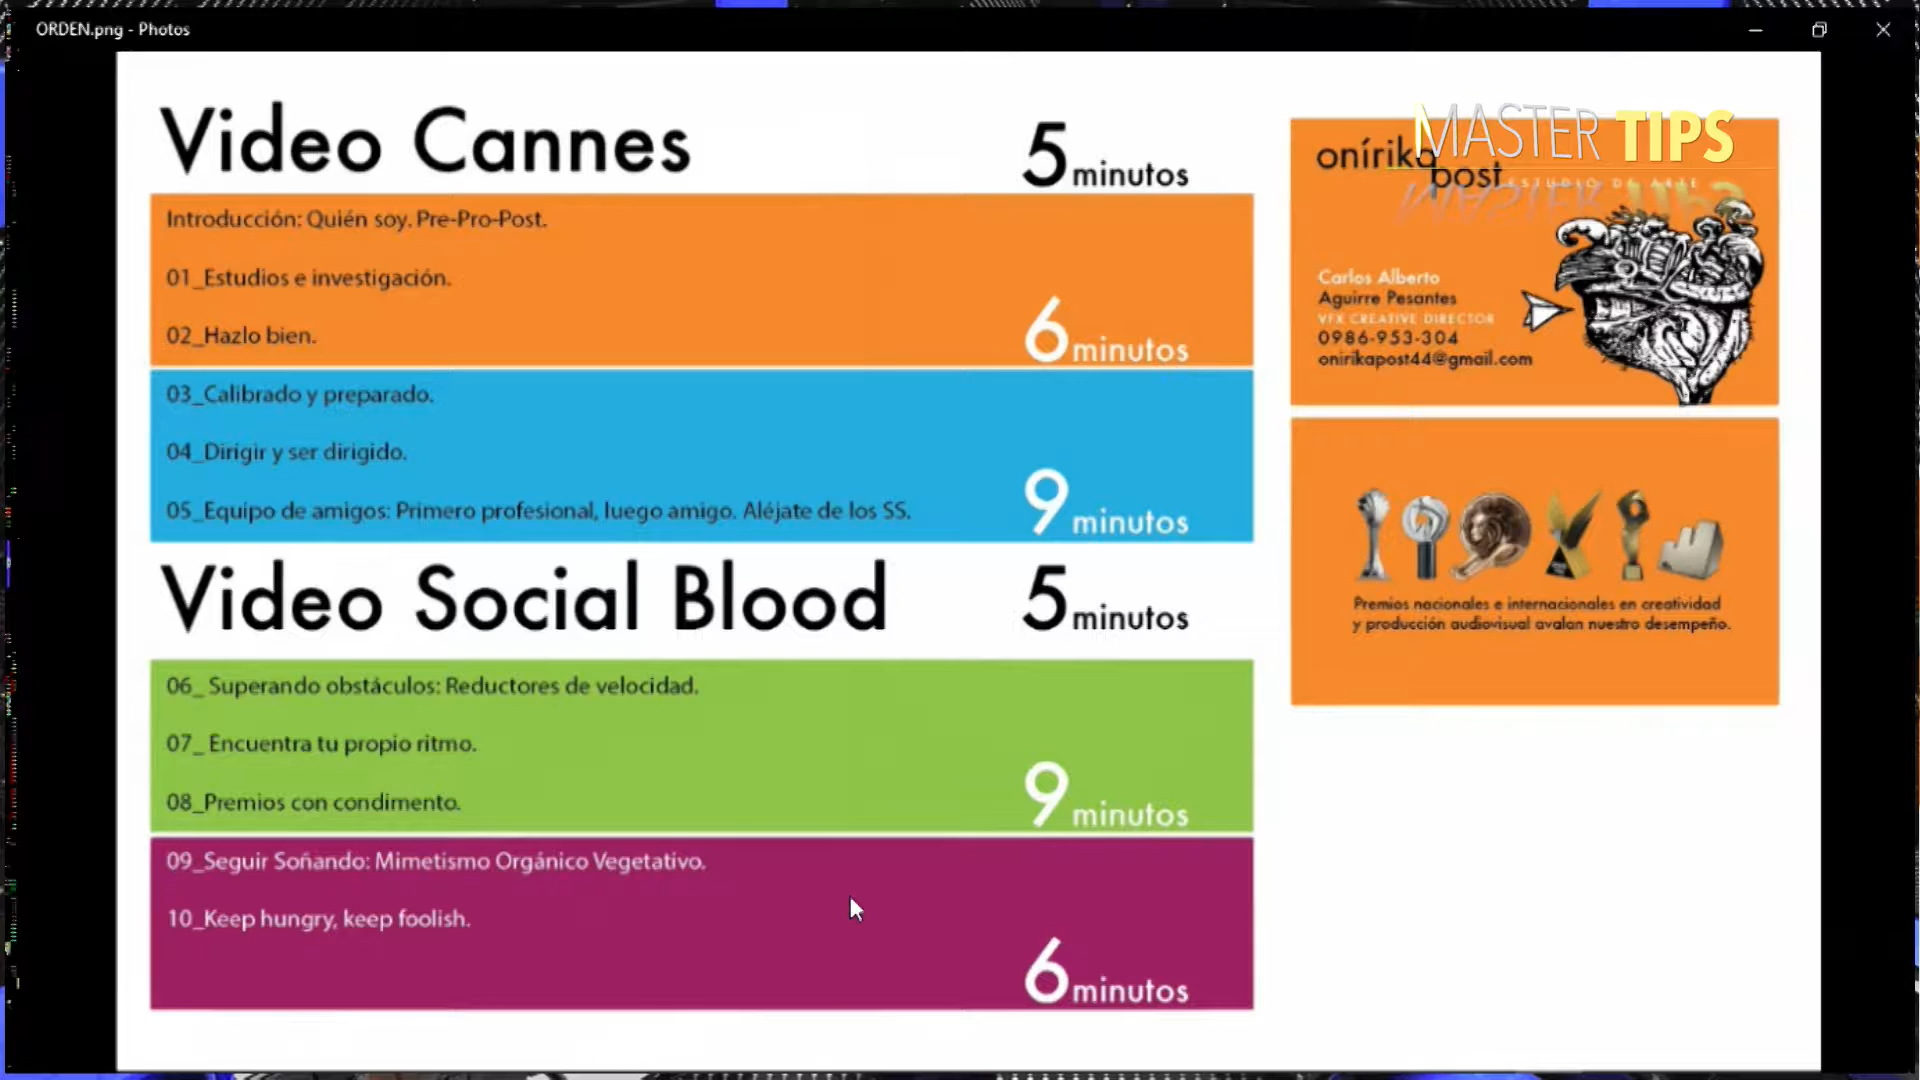 ORDEN.png - Photos
Video Cannes
5 minutos
Introducción: Quién soy. Pre-Pro-Post.
01_Estudios e investigación.
02_Hazlo bien.
6 minutos
03_Calibrado y preparado.
04_Dirigir y ser dirigido.
05_Equipo de amigos: Primero profesional, luego amigo. Aléjate de los SS.
9 minutos
Video Social Blood
5 minutos
06_ Superando obstáculos: Reductores de velocidad.
07_ Encuentra tu propio ritmo.
08_Premios con condimento.
9 minutos
09_Seguir Soñando: Mimetismo Orgánico Vegetativo.
10_Keep hungry, keep foolish.
6 minutos
MASTER TIPS
onírika
post
ESTUDIO DE ARTE
Carlos Alberto
Aguirre Pesantes
VFX CREATIVE DIRECTOR
0986-953-304
onirikapost44@gmail.com
Premios nacionales e internacionales en creatividad
y producción audiovisual avalan nuestro desempeño.